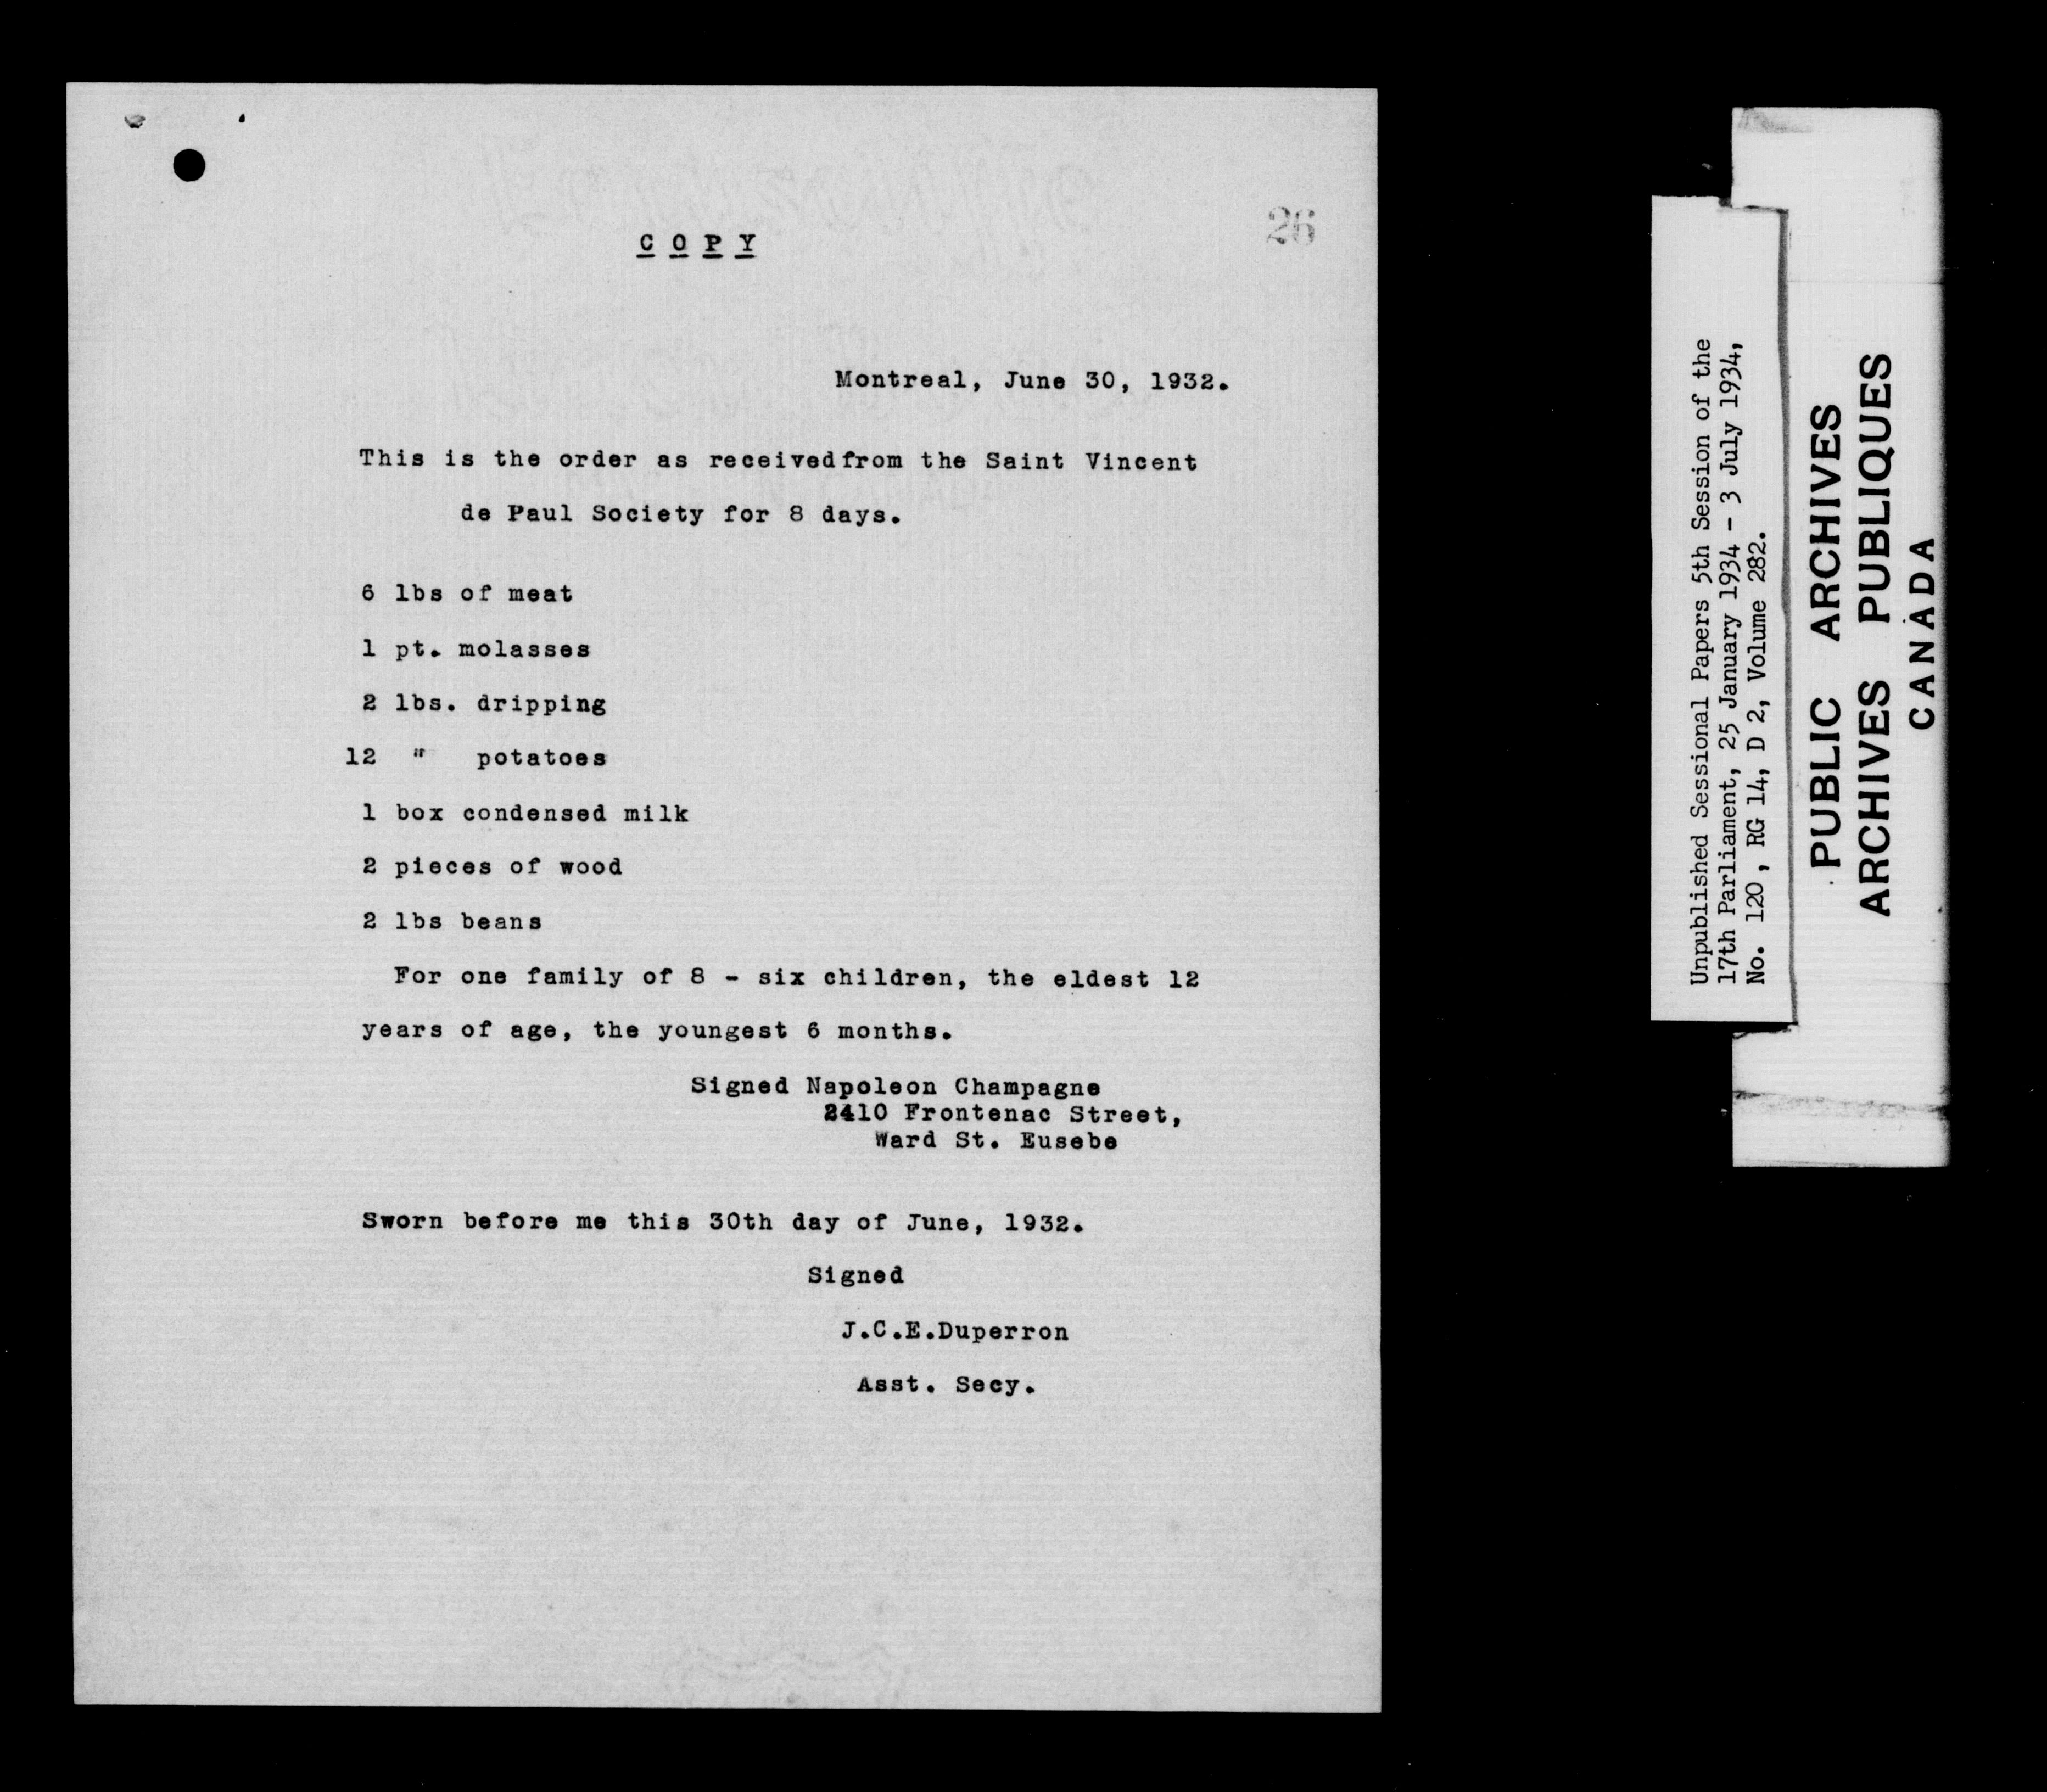 26
C O P Y
Montreal, June 30, 1932.
This is the order as receivedfrom the Saint Vincent
de Paul Society for 8 days.
6 lbs of meat
1 pt. molasses
2 lbs. dripping
12 " potatoes
1 box condensed milk
2 pieces of wood
2 lbs beans
For one family of 8 - six children, the eldest 12
years of age, the youngest 6 months.
Signed Napoleon Champagne
2410 Frontenac Street,
Ward St. Eusebe
Sworn before me this 30th day of June, 1932.
Signed
J.C.E.Duperron
Asst. Secy.
Unpublished Sessional Papers 5th Session of the
17th Parliament, 25 January 1934 - 3 July 1934,
No. 120, RG 14, D 2, Volume 282.
PUBLIC ARCHIVES
ARCHIVES PUBLIQUES
CANADA